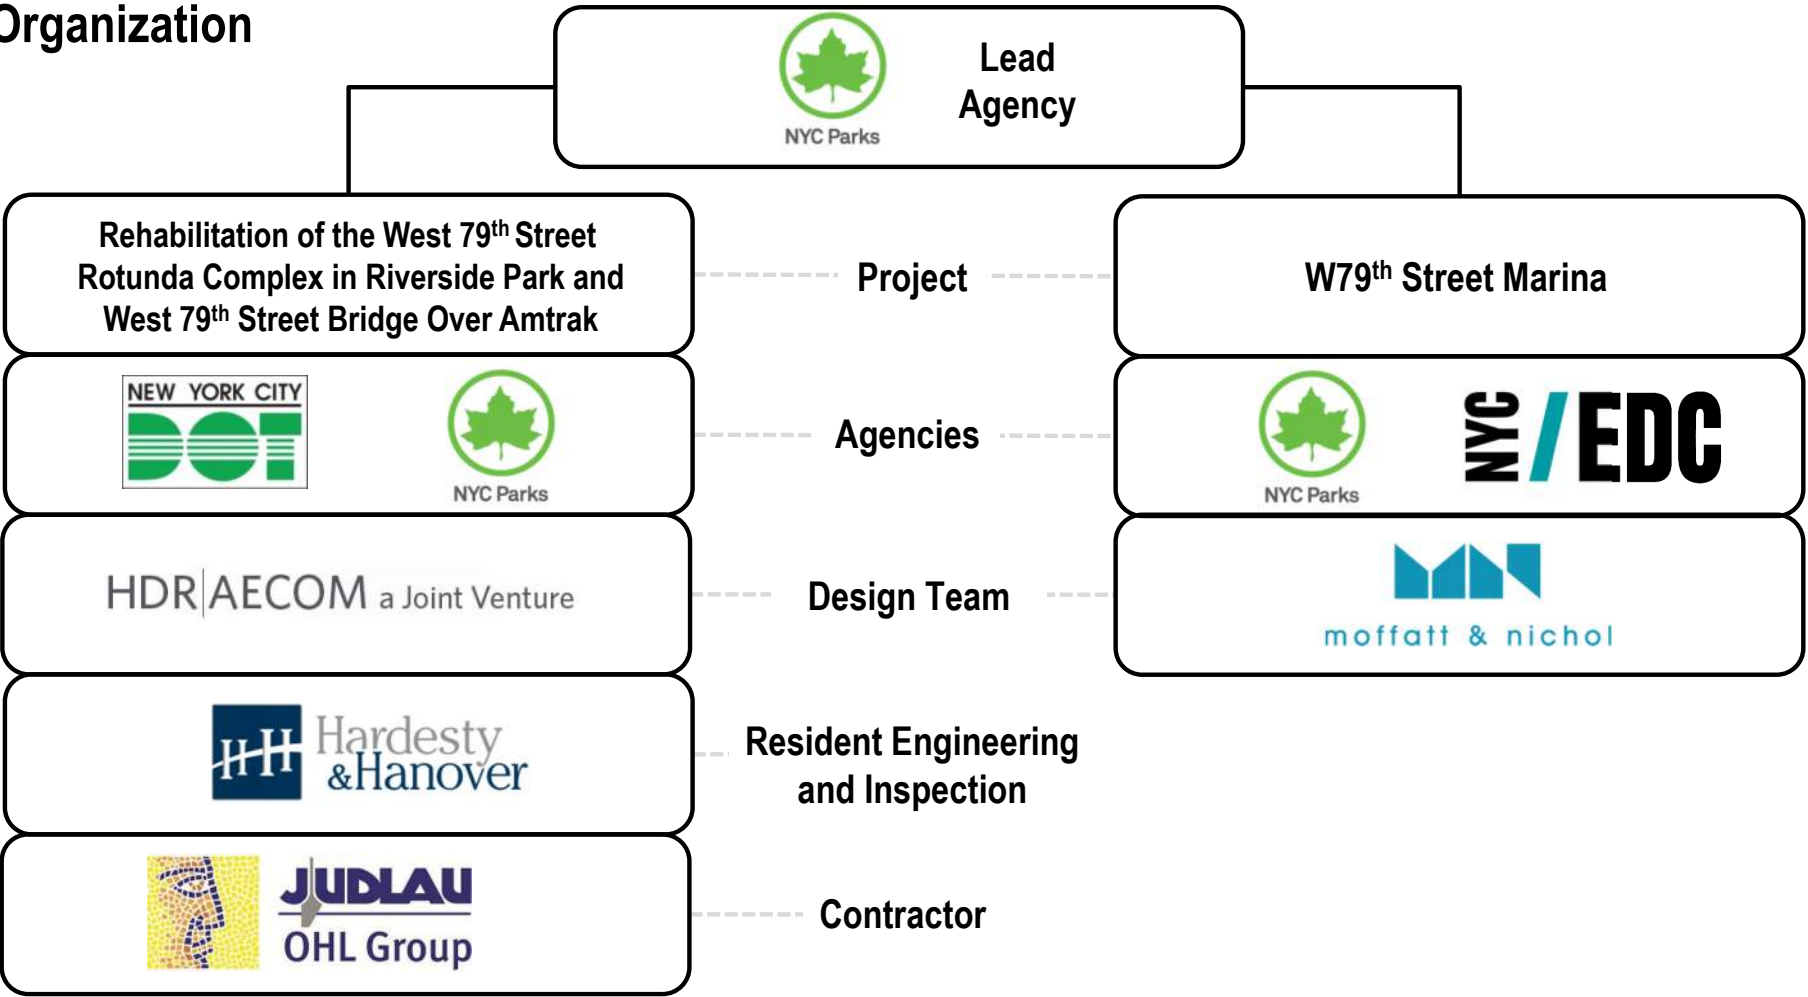 Organization
NYC Parks
Lead
Agency
Rehabilitation of the West 79th Street
Rotunda Complex in Riverside Park and
West 79th Street Bridge Over Amtrak
Project
W79th Street Marina
NEW YORK CITY
DOT
NYC Parks
Agencies
NYC Parks
NYC/EDC
HDR|AECOM a Joint Venture
Design Team
moffatt & nichol
HH
Hardesty
&Hanover
Resident Engineering
and Inspection
JUDLAU
OHL Group
Contractor